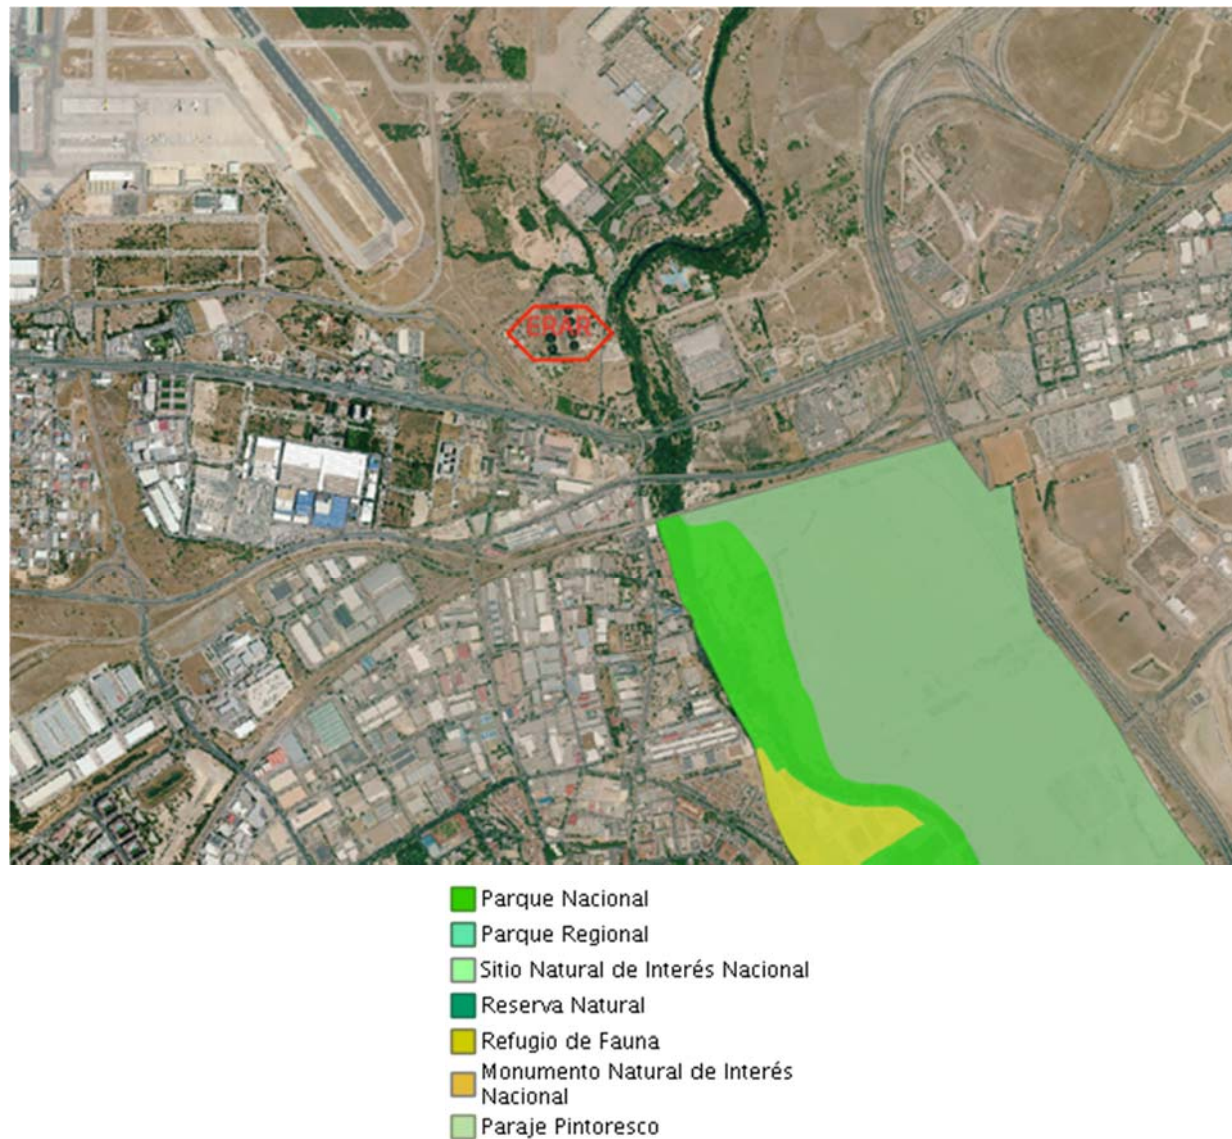 ERAR
Parque Nacional
Parque Regional
Sitio Natural de Interés Nacional
Reserva Natural
Refugio de Fauna
Monumento Natural de Interés
Nacional
Paraje Pintoresco